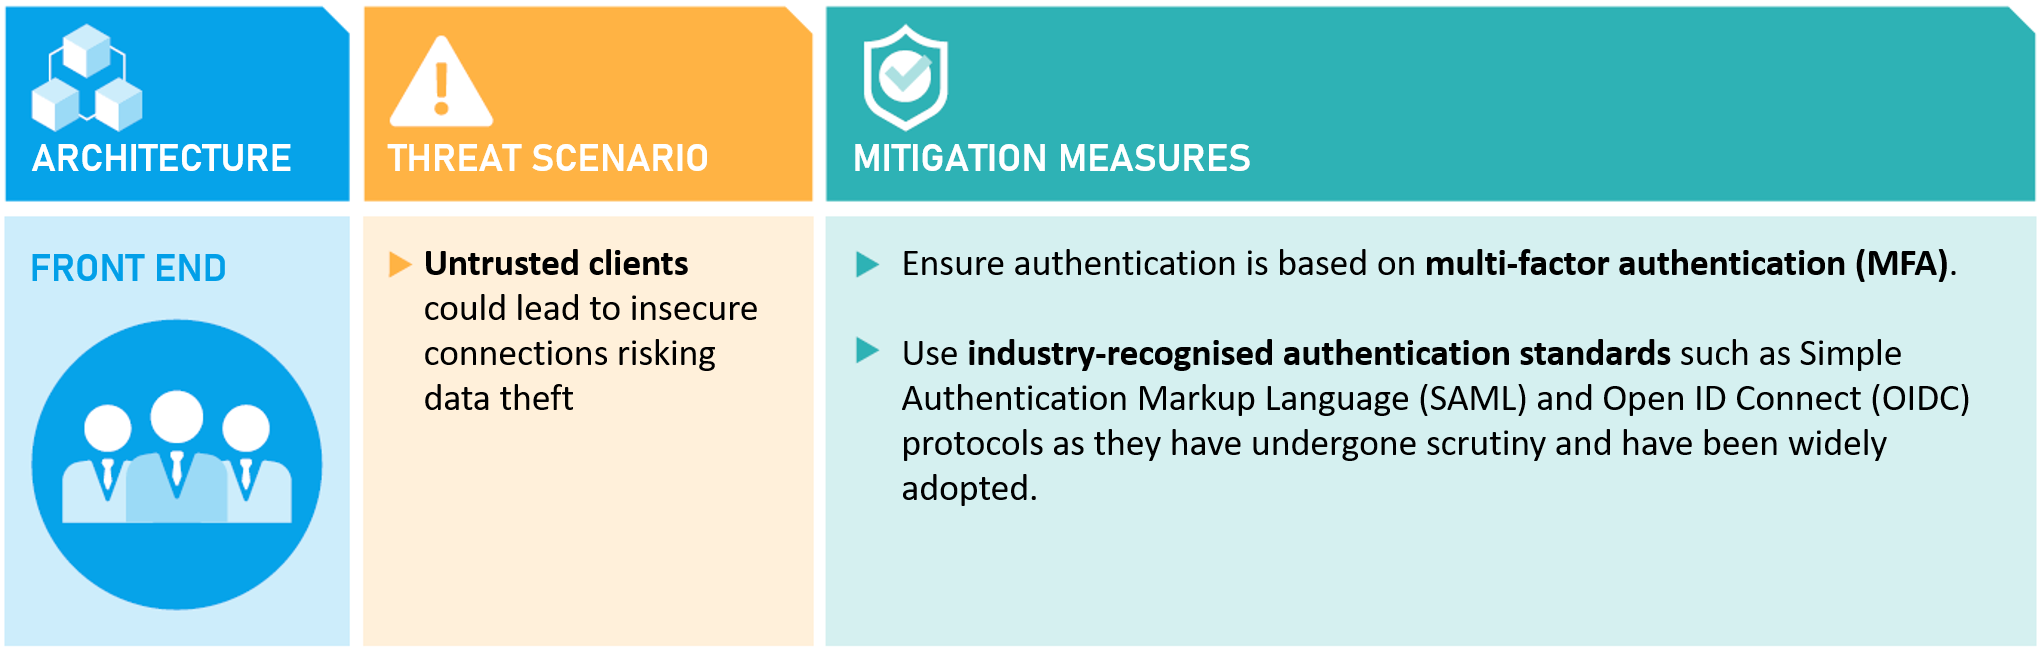 ARCHITECTURE
THREAT SCENARIO
MITIGATION MEASURES
FRONT END
Untrusted clients
could lead to insecure
connections risking
data theft
Ensure authentication is based on multi-factor authentication (MFA).
Use industry-recognised authentication standards such as Simple
Authentication Markup Language (SAML) and Open ID Connect (OIDC)
protocols as they have undergone scrutiny and have been widely
adopted.